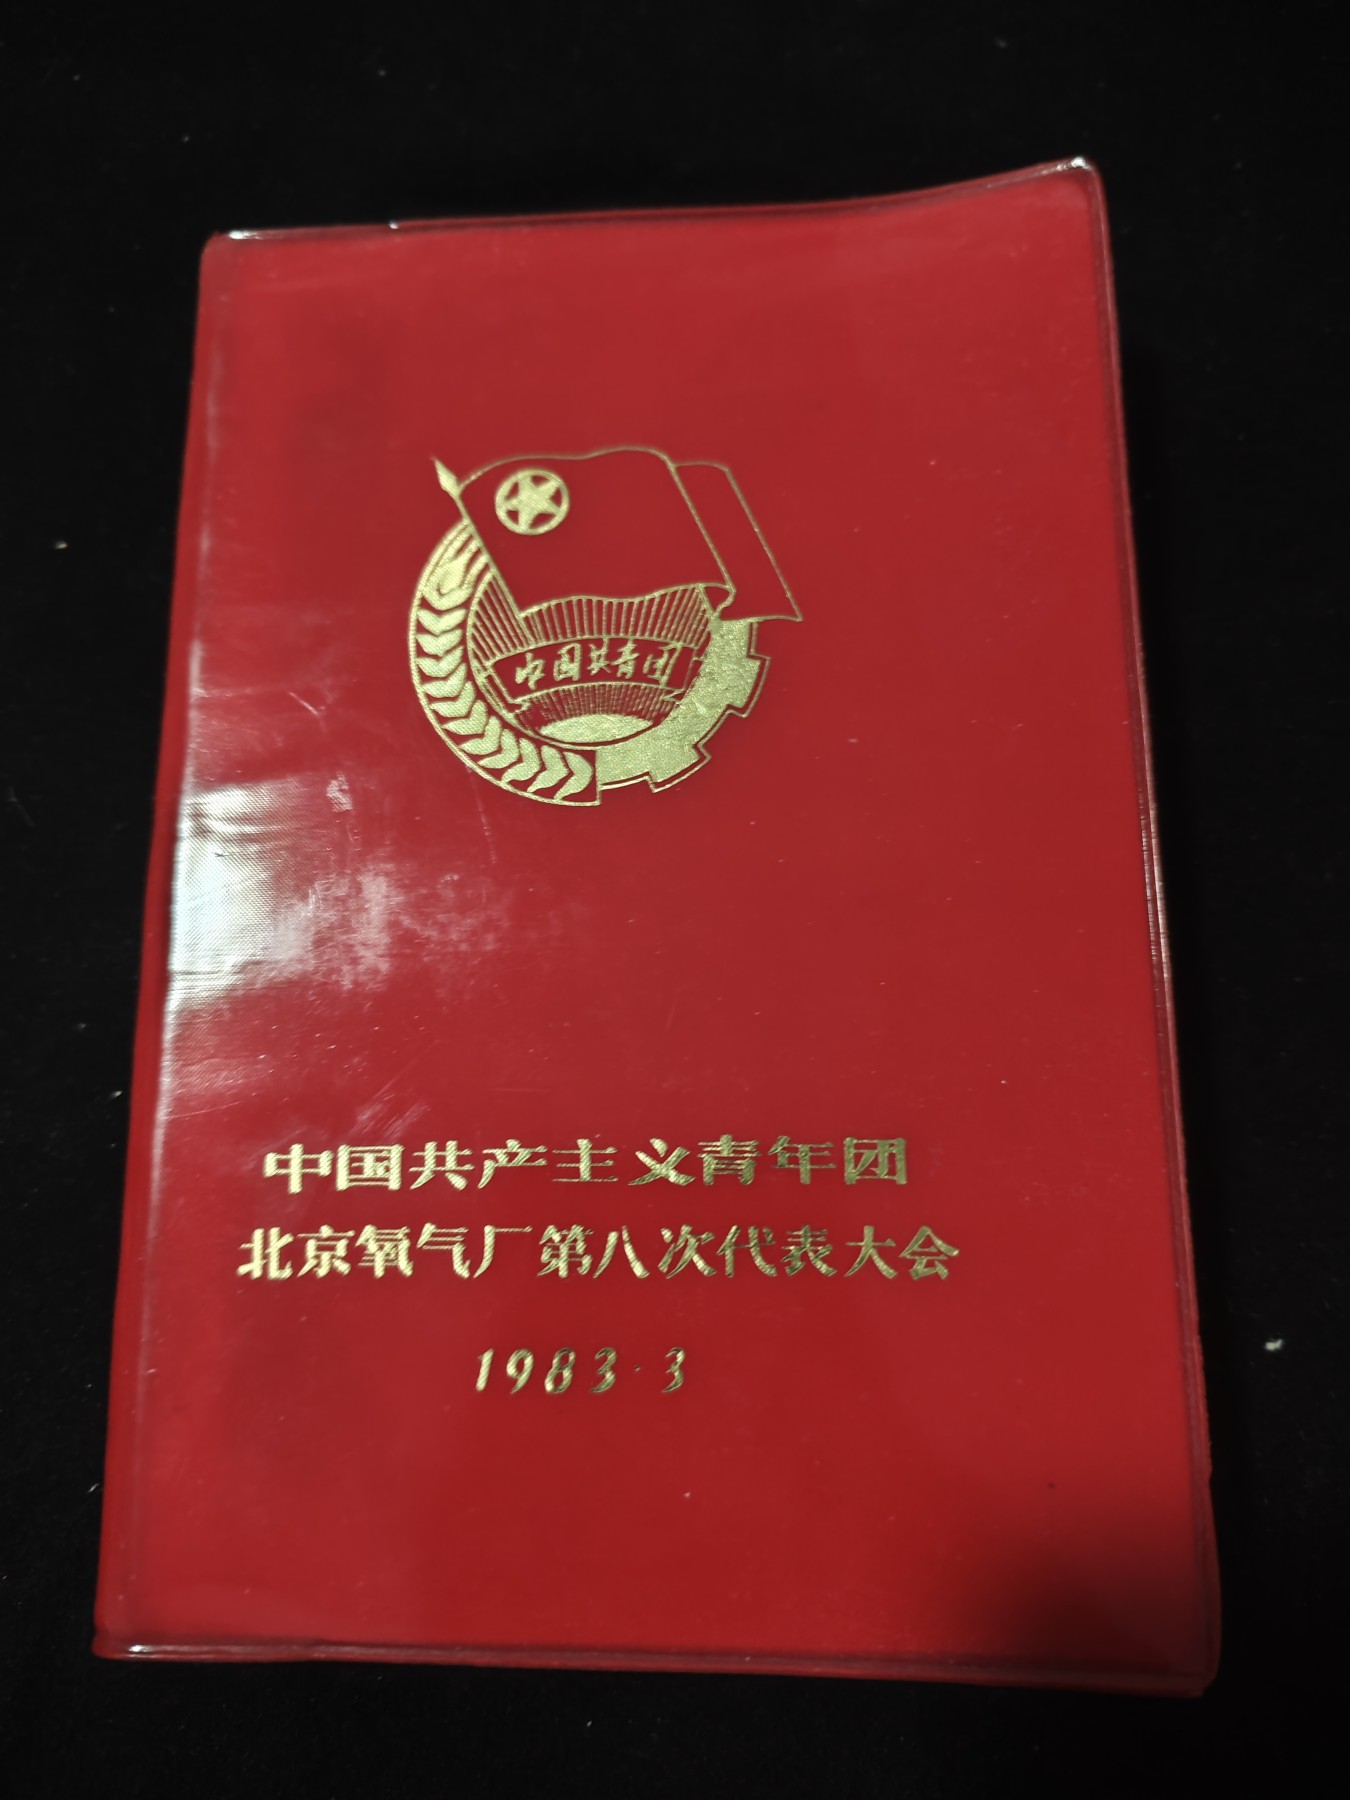 中国共青团
中国共产主义青年团
北京氧气厂第八次代表大会
1983·3